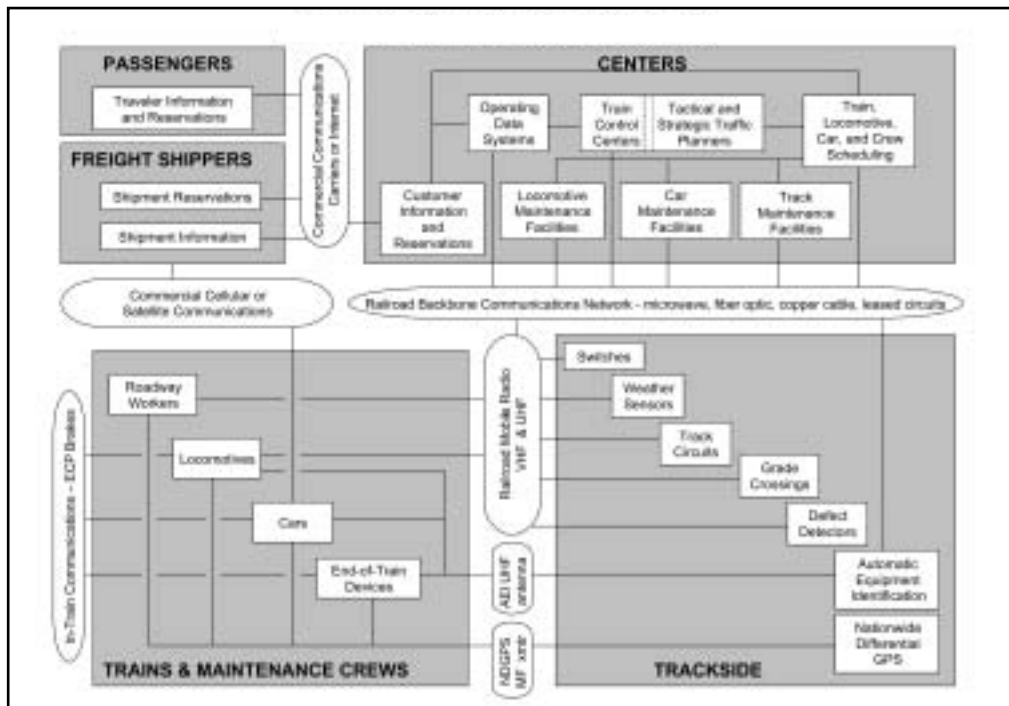 PASSENGERS
Traveler Information
and Reservations
FREIGHT SHIPPERS
Shipment Reservations
Shipment Information
Commercial Communications
Carriers or Internet
CENTERS
Operating
Data
Systems
Train
Control
Centers
Tactical and
Strategic Traffic
Planners
Train,
Locomotive,
Car, and Crew
Scheduling
Customer
Information
and
Reservations
Locomotive
Maintenance
Facilities
Car
Maintenance
Facilities
Track
Maintenance
Facilities
Commercial Cellular or
Satellite Communications
Railroad Backbone Communications Network - microwave, fiber optic, copper cable, leased circuits
In-Train Communications - ECP Brakes
Roadway
Workers
Locomotives
Cars
End-of-Train
Devices
TRAINS & MAINTENANCE CREWS
Railroad Mobile Radio
VHF & UHF
AEI UHF
antenna
NDGPS
MF xmtr
Switches
Weather
Sensors
Track
Circuits
Grade
Crossings
Defect
Detectors
Automatic
Equipment
Identification
Nationwide
Differential
GPS
TRACKSIDE